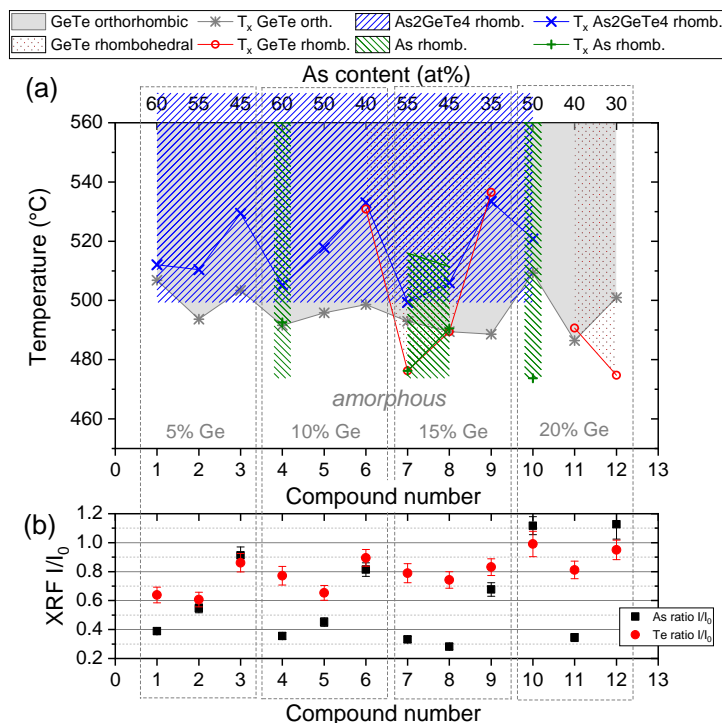 GeTe orthorhombic T_x GeTe orth. As2GeTe4 rhomb. T_x As2GeTe4 rhomb.
GeTe rhombohedral T_x GeTe rhomb. As rhomb. T_x As rhomb.
As content (at%)
(a)
60 55 45 60 50 40 55 45 35 50 40 30
560
540
520
500
480
460
Temperature (°C)
amorphous
5% Ge 10% Ge 15% Ge 20% Ge
0 1 2 3 4 5 6 7 8 9 10 11 12 13
Compound number
(b)
1.2
1.0
0.8
0.6
0.4
0.2
XRF I/I₀
As ratio I/I₀
Te ratio I/I₀
0 1 2 3 4 5 6 7 8 9 10 11 12 13
Compound number